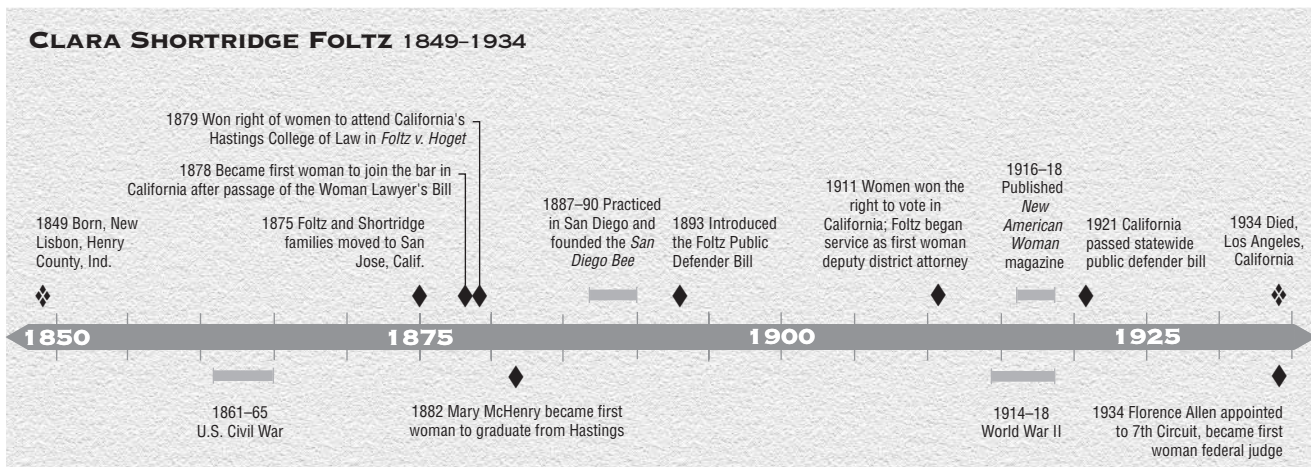 CLARA SHORTRIDGE FOLTZ 1849–1934
1879 Won right of women to attend California's
Hastings College of Law in Foltz v. Hoget
1878 Became first woman to join the bar in
California after passage of the Woman Lawyer's Bill
1849 Born, New
Lisbon, Henry
County, Ind.
1875 Foltz and Shortridge
families moved to San
Jose, Calif.
1887–90 Practiced
in San Diego and
founded the San
Diego Bee
1893 Introduced
the Foltz Public
Defender Bill
1911 Women won the
right to vote in
California; Foltz began
service as first woman
deputy district attorney
1916–18
Published
New
American
Woman
magazine
1921 California
passed statewide
public defender bill
1934 Died,
Los Angeles,
California
1850
1875
1900
1925
1861–65
U.S. Civil War
1882 Mary McHenry became first
woman to graduate from Hastings
1914–18
World War II
1934 Florence Allen appointed
to 7th Circuit, became first
woman federal judge